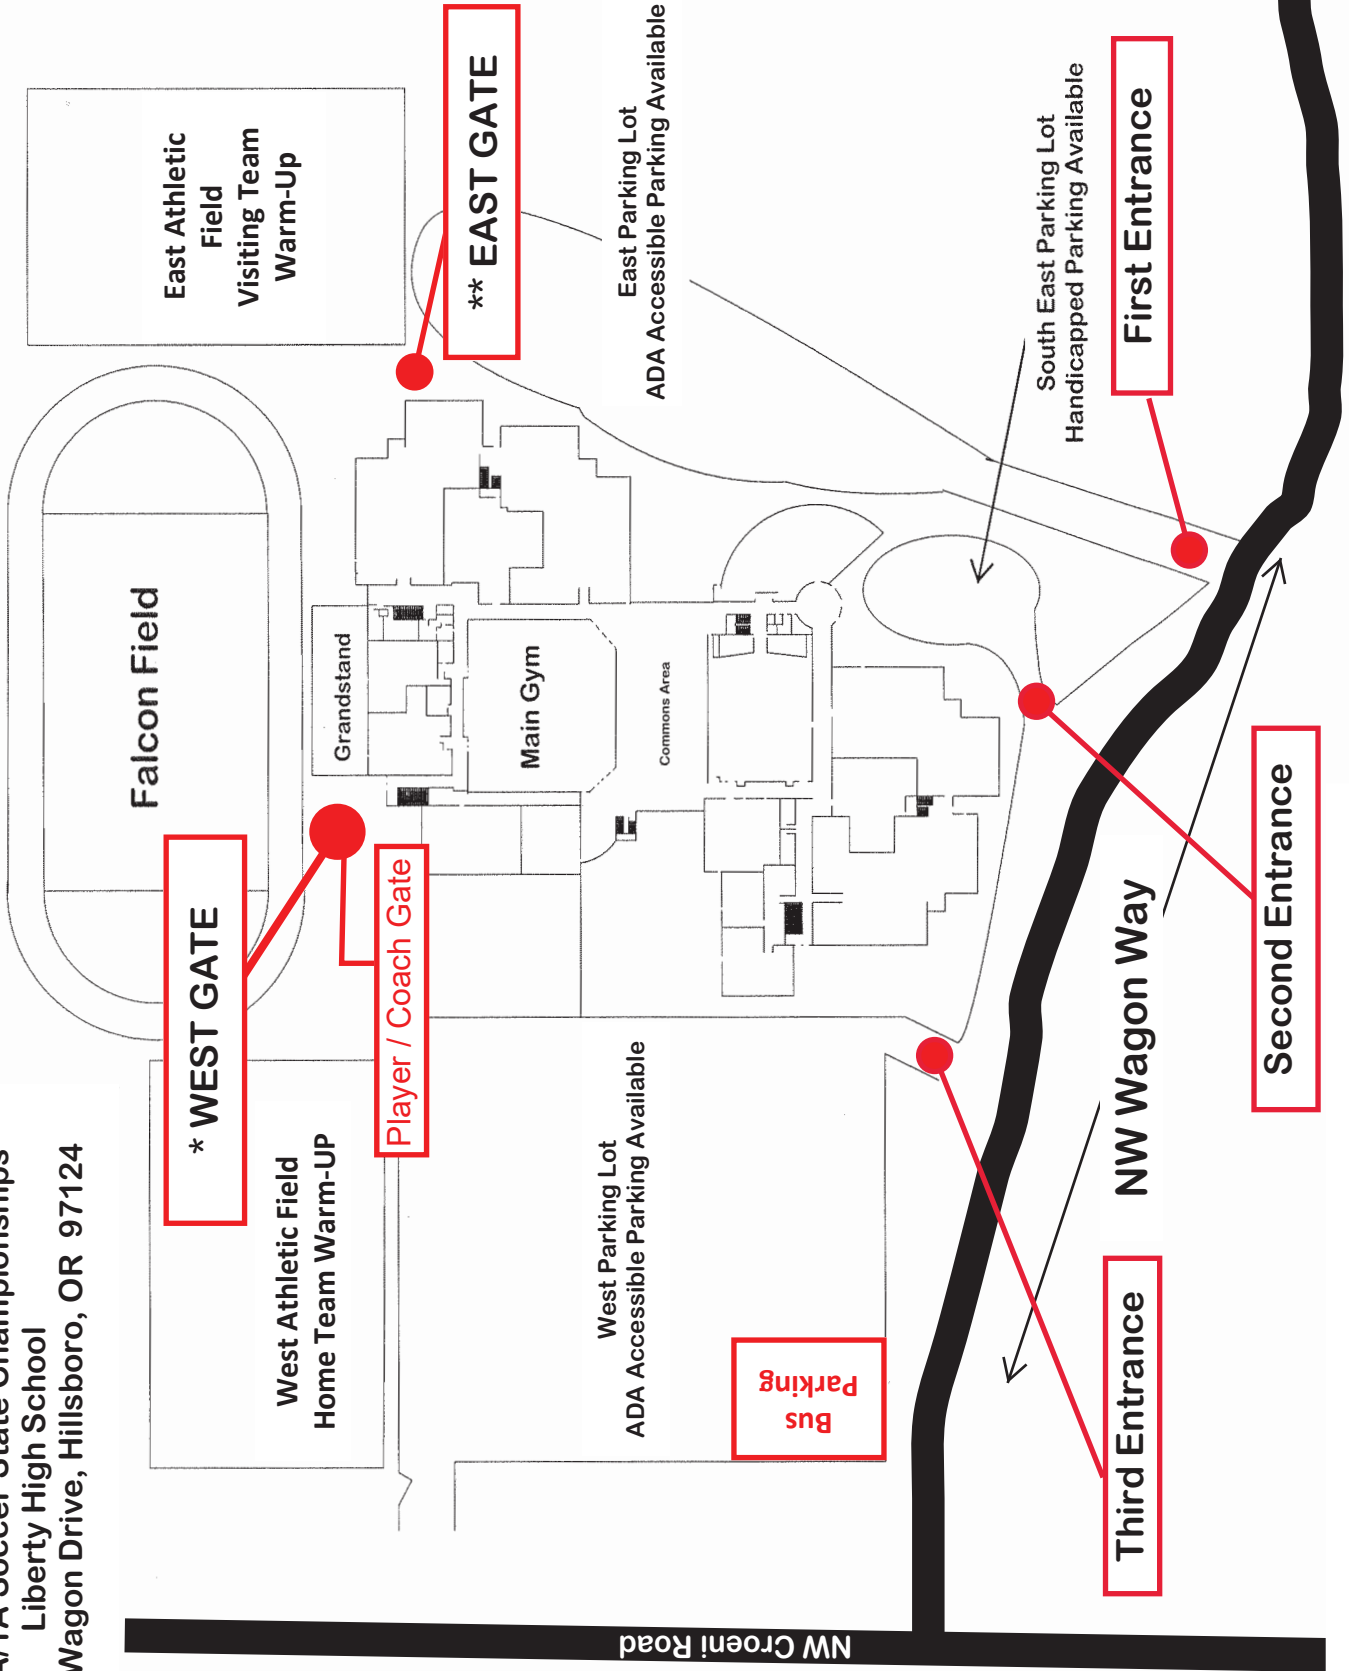 Soccer State Championships
Liberty High School
Wagon Drive, Hillsboro, OR 97124
East Athletic
Field
Visiting Team
Warm-Up
** EAST GATE
East Parking Lot
ADA Accessible Parking Available
South East Parking Lot
Handicapped Parking Available
First Entrance
Falcon Field
Grandstand
Main Gym
Commons Area
* WEST GATE
Player / Coach Gate
West Athletic Field
Home Team Warm-UP
West Parking Lot
ADA Accessible Parking Available
Bus
Parking
NW Wagon Way
Second Entrance
Third Entrance
NW Croeni Road